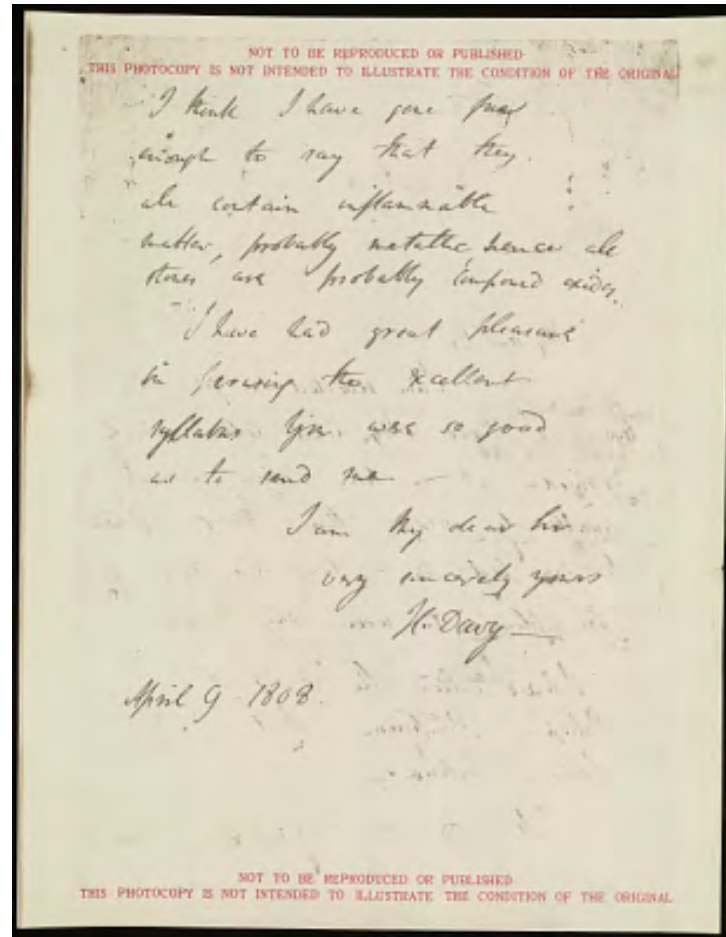 NOT TO BE REPRODUCED OR PUBLISHED
THIS PHOTOCOPY IS NOT INTENDED TO ILLUSTRATE THE CONDITION OF THE ORIGINAL
I think I have gone
enough to say that they
all contain inflammable
matter, probably metallic, hence all
stones are probably compound oxides.
I have had great pleasure
in perusing the excellent
syllabus you were so good
as to send me —
I am my dear Sir
very sincerely yours
H. Davy —
April 9 1808.
NOT TO BE REPRODUCED OR PUBLISHED
THIS PHOTOCOPY IS NOT INTENDED TO ILLUSTRATE THE CONDITION OF THE ORIGINAL